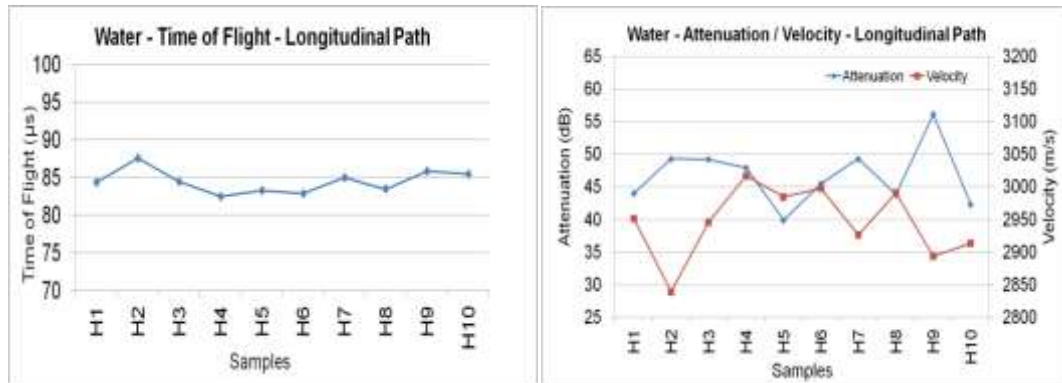 Water - Time of Flight - Longitudinal Path
Time of Flight (µs)
100
95
90
85
80
75
70
H1
H2
H3
H4
H5
H6
H7
H8
H9
H10
Samples
Water - Attenuation / Velocity - Longitudinal Path
Attenuation
Velocity
Attenuation (dB)
65
60
55
50
45
40
35
30
25
3200
3150
3100
3050
3000
2950
2900
2850
2800
Velocity (m/s)
H1
H2
H3
H4
H5
H6
H7
H8
H9
H10
Samples